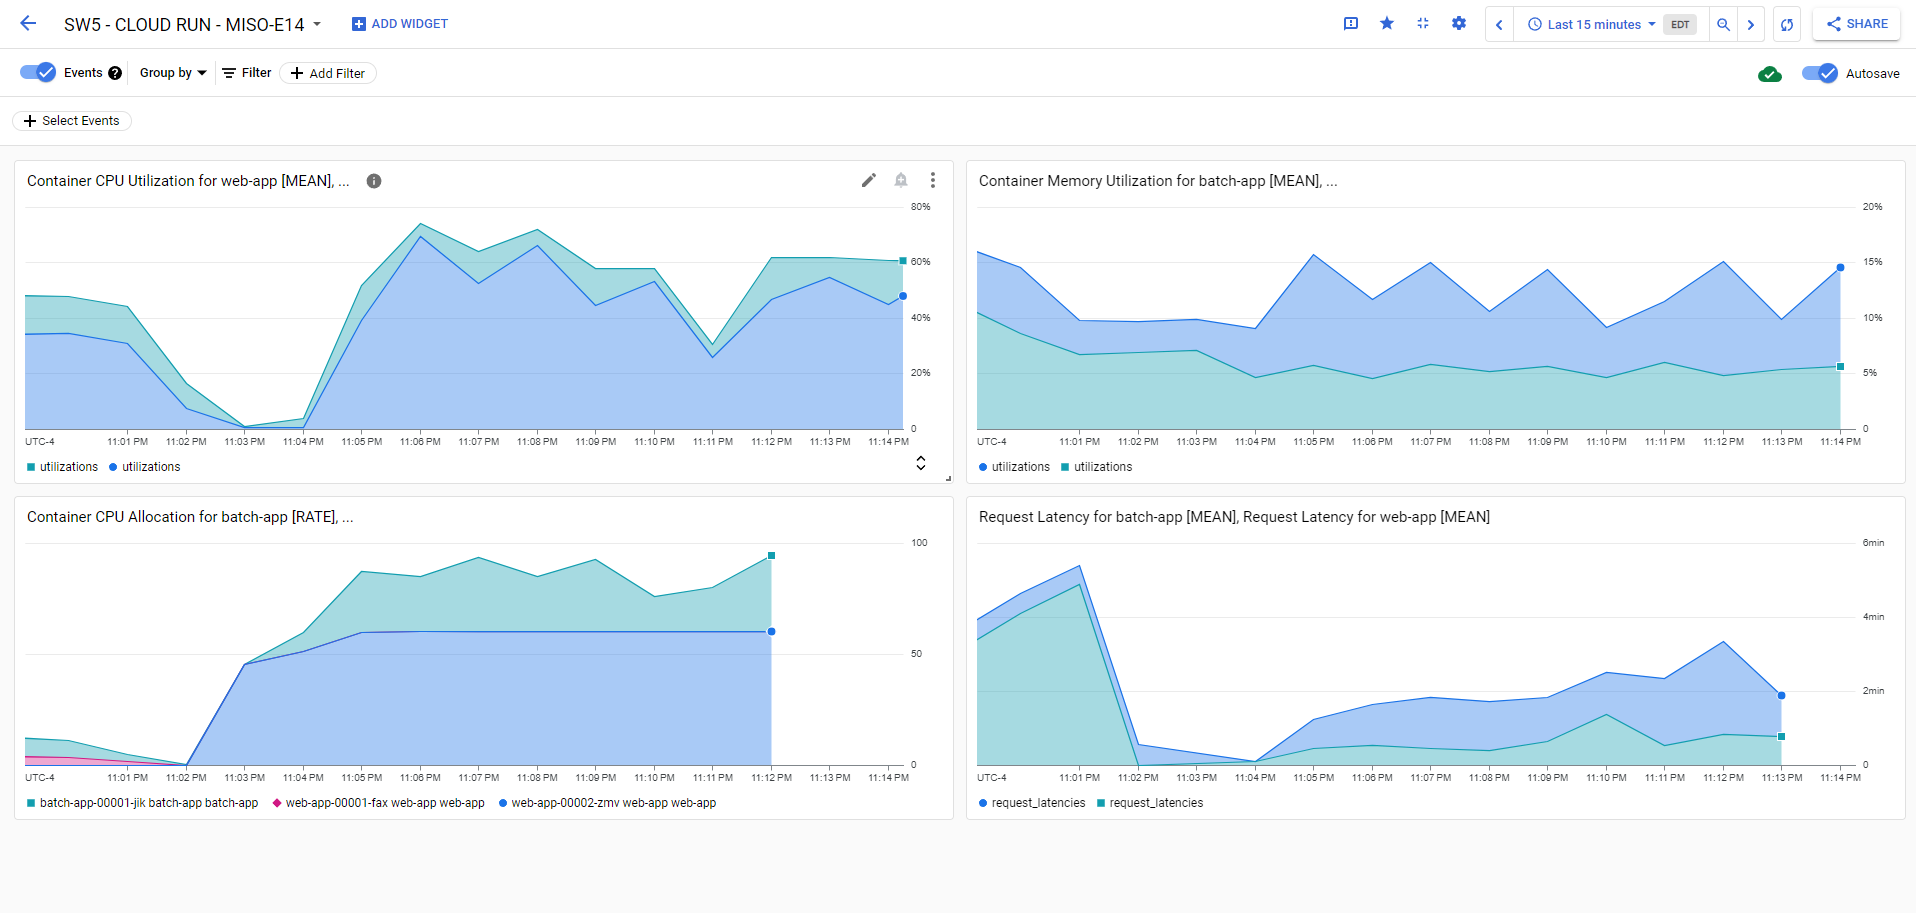 SW5 - CLOUD RUN - MISO-E14 ADD WIDGET Last 15 minutes EDT SHARE
Events Group by Filter Add Filter Autosave
Select Events
Container CPU Utilization for web-app [MEAN], ...
80%
60%
40%
20%
0
UTC-4 11:01 PM 11:02 PM 11:03 PM 11:04 PM 11:05 PM 11:06 PM 11:07 PM 11:08 PM 11:09 PM 11:10 PM 11:11 PM 11:12 PM 11:13 PM 11:14 PM
utilizations utilizations
Container Memory Utilization for batch-app [MEAN], ...
20%
15%
10%
5%
0
UTC-4 11:01 PM 11:02 PM 11:03 PM 11:04 PM 11:05 PM 11:06 PM 11:07 PM 11:08 PM 11:09 PM 11:10 PM 11:11 PM 11:12 PM 11:13 PM 11:14 PM
utilizations utilizations
Container CPU Allocation for batch-app [RATE], ...
100
50
0
UTC-4 11:01 PM 11:02 PM 11:03 PM 11:04 PM 11:05 PM 11:06 PM 11:07 PM 11:08 PM 11:09 PM 11:10 PM 11:11 PM 11:12 PM 11:13 PM 11:14 PM
batch-app-00001-jik batch-app batch-app web-app-00001-fax web-app web-app web-app-00002-zmv web-app web-app
Request Latency for batch-app [MEAN], Request Latency for web-app [MEAN]
6min
4min
2min
0
UTC-4 11:01 PM 11:02 PM 11:03 PM 11:04 PM 11:05 PM 11:06 PM 11:07 PM 11:08 PM 11:09 PM 11:10 PM 11:11 PM 11:12 PM 11:13 PM 11:14 PM
request_latencies request_latencies